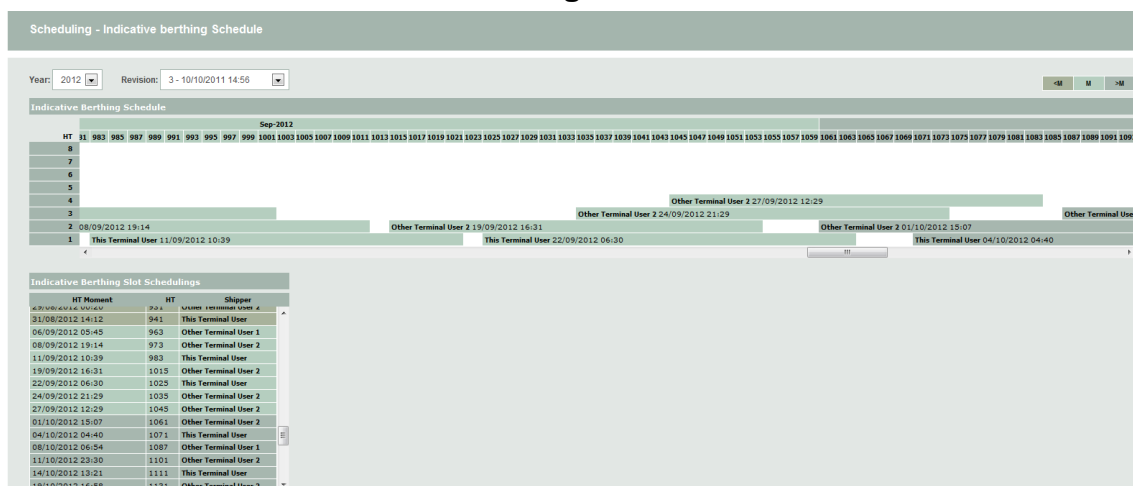 Scheduling - Indicative berthing Schedule
Year: 2012 Revision: 3 - 10/10/2011 14:56
<M M >M
Indicative Berthing Schedule
Sep-2012
HT 983 985 987 989 991 993 995 997 999 1001 1003 1005 1007 1009 1011 1013 1015 1017 1019 1021 1023 1025 1027 1029 1031 1033 1035 1037 1039 1041 1043 1045 1047 1049 1051 1053 1055 1057 1059 1061 1063 1065 1067 1069 1071 1073 1075 1077 1079 1081 1083 1085 1087 1089 1091
8
7
6
5
4 Other Terminal User 2 27/09/2012 12:29
3 Other Terminal User 2 24/09/2012 21:29 Other Terminal Use
2 08/09/2012 19:14 Other Terminal User 2 19/09/2012 16:31 Other Terminal User 2 01/10/2012 15:07
1 This Terminal User 11/09/2012 10:39 This Terminal User 22/09/2012 06:30 This Terminal User 04/10/2012 04:40
Indicative Berthing Slot Schedulings
HT Moment HT Shipper
29/08/2012 00:20 931 Other Terminal User 2
31/08/2012 14:12 941 This Terminal User
06/09/2012 05:45 963 Other Terminal User 1
08/09/2012 19:14 973 Other Terminal User 2
11/09/2012 10:39 983 This Terminal User
19/09/2012 16:31 1015 Other Terminal User 2
22/09/2012 06:30 1025 This Terminal User
24/09/2012 21:29 1035 Other Terminal User 2
27/09/2012 12:29 1045 Other Terminal User 2
01/10/2012 15:07 1061 Other Terminal User 2
04/10/2012 04:40 1071 This Terminal User
08/10/2012 06:54 1087 Other Terminal User 1
11/10/2012 23:30 1101 Other Terminal User 2
14/10/2012 13:21 1111 This Terminal User